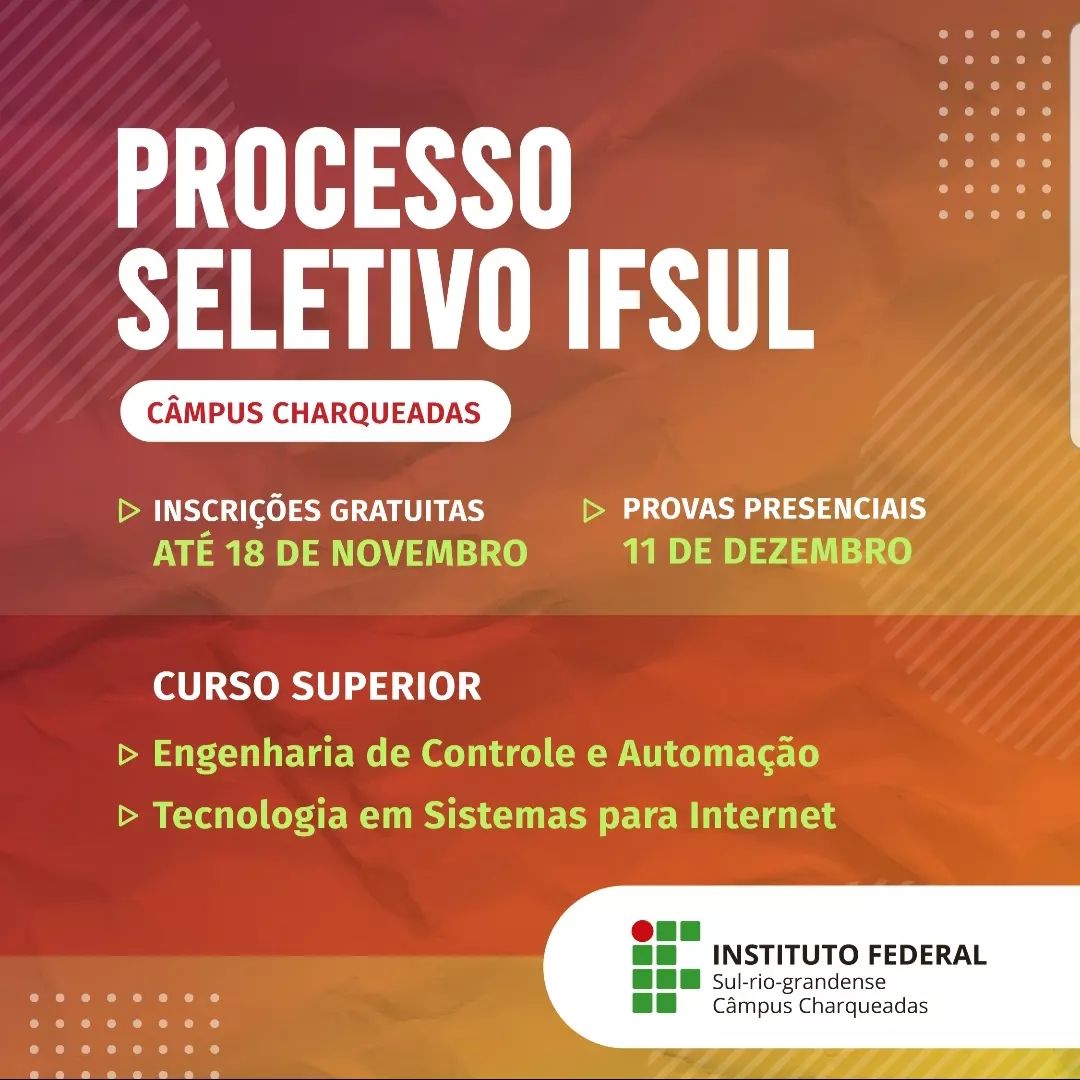 PROCESSO
SELETIVO IFSUL
CÂMPUS CHARQUEADAS
INSCRIÇÕES GRATUITAS
ATÉ 18 DE NOVEMBRO
PROVAS PRESENCIAIS
11 DE DEZEMBRO
CURSO SUPERIOR
Engenharia de Controle e Automação
Tecnologia em Sistemas para Internet
INSTITUTO FEDERAL
Sul-rio-grandense
Câmpus Charqueadas